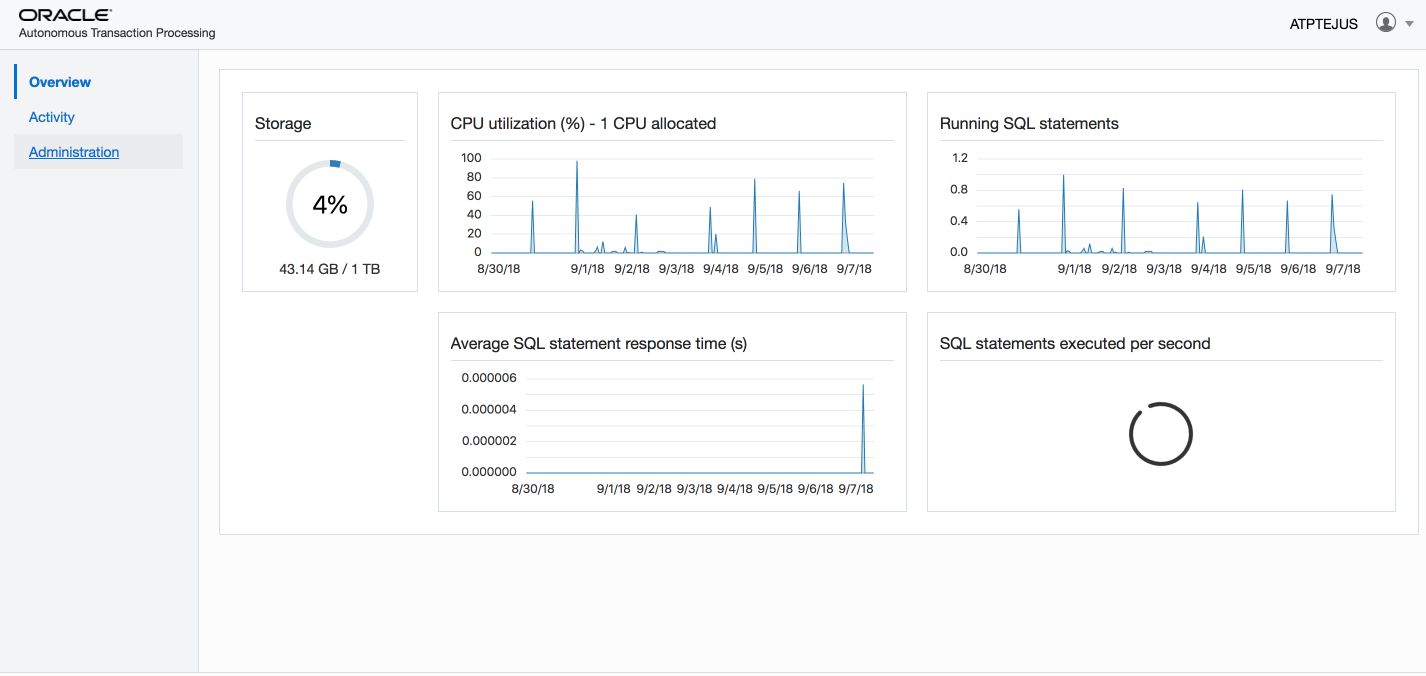 ORACLE®
Autonomous Transaction Processing
ATPTEJUS
Overview
Activity
Administration
Storage
4%
43.14 GB / 1 TB
CPU utilization (%) - 1 CPU allocated
100
80
60
40
20
0
8/30/18 9/1/18 9/2/18 9/3/18 9/4/18 9/5/18 9/6/18 9/7/18
Running SQL statements
1.2
0.8
0.4
0.0
8/30/18 9/1/18 9/2/18 9/3/18 9/4/18 9/5/18 9/6/18 9/7/18
Average SQL statement response time (s)
0.000006
0.000004
0.000002
0.000000
8/30/18 9/1/18 9/2/18 9/3/18 9/4/18 9/5/18 9/6/18 9/7/18
SQL statements executed per second